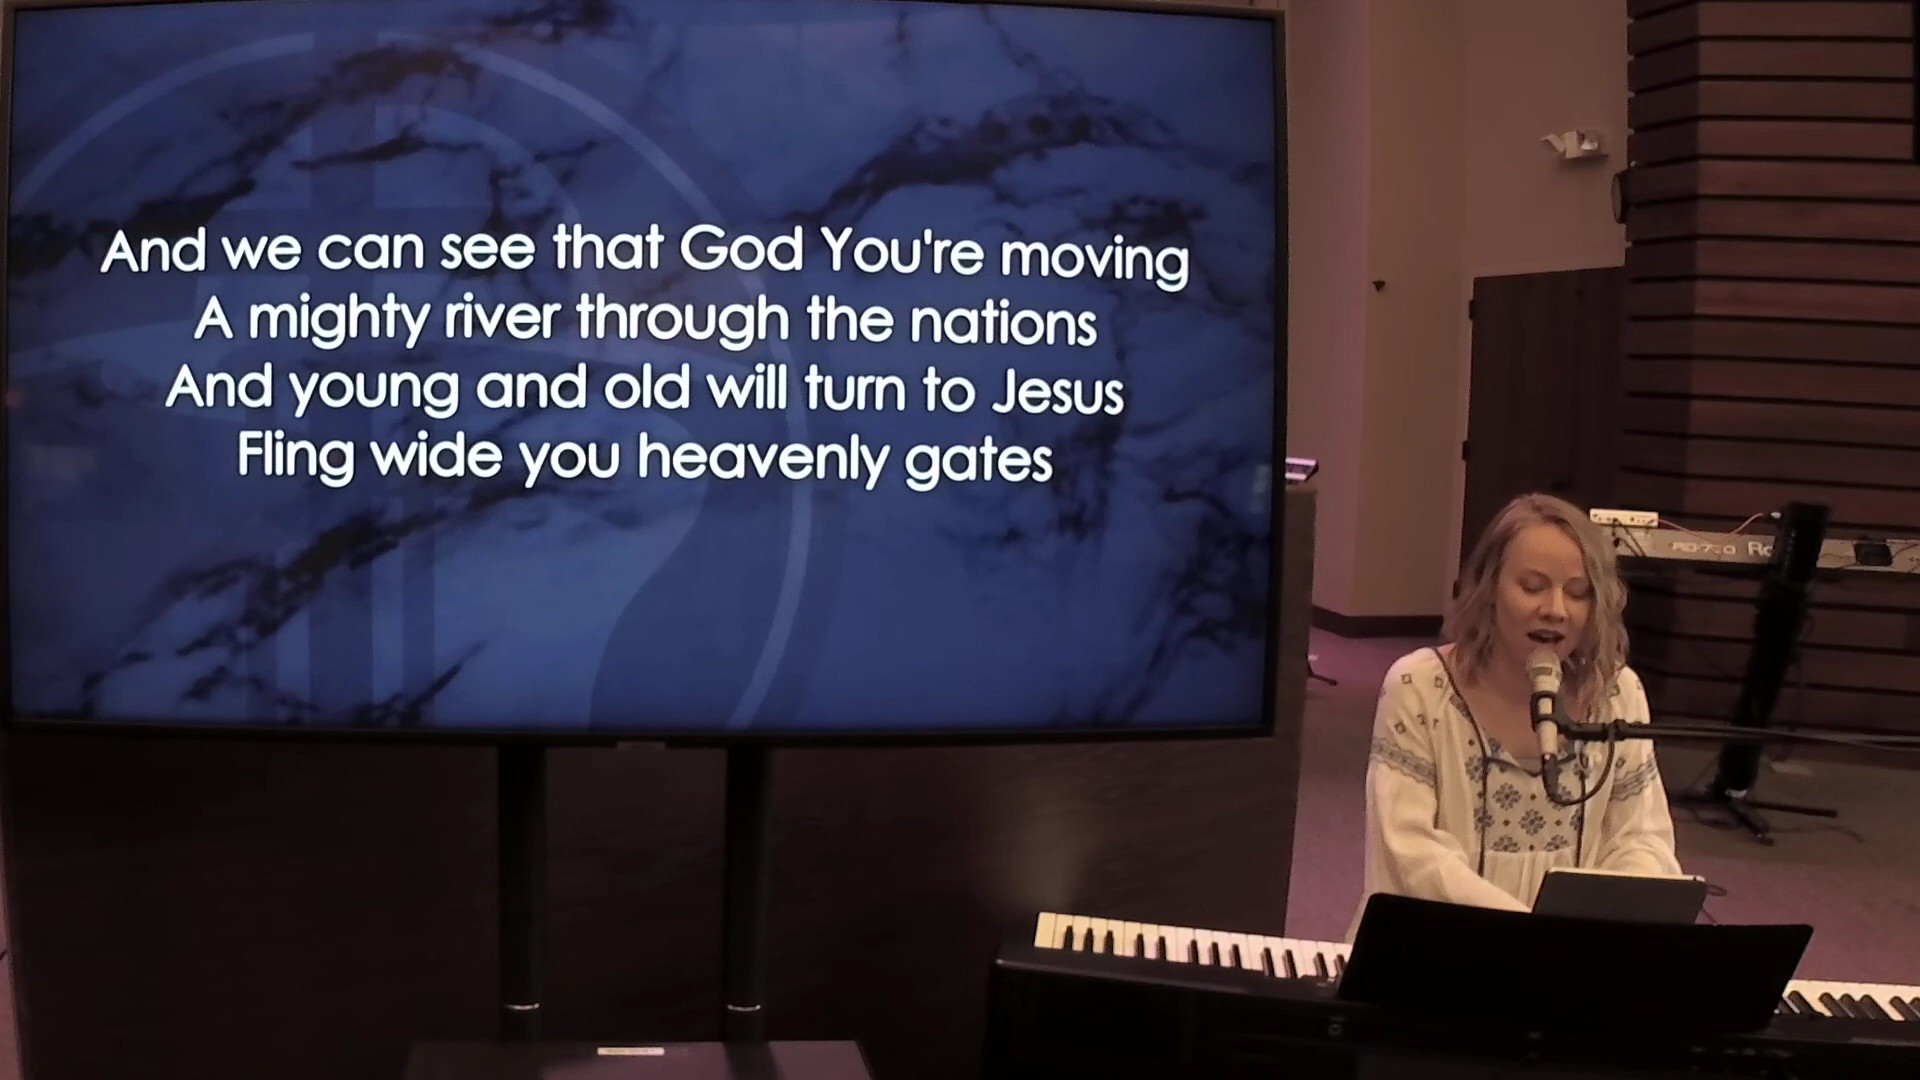 And we can see that God You're moving
A mighty river through the nations
And young and old will turn to Jesus
Fling wide you heavenly gates